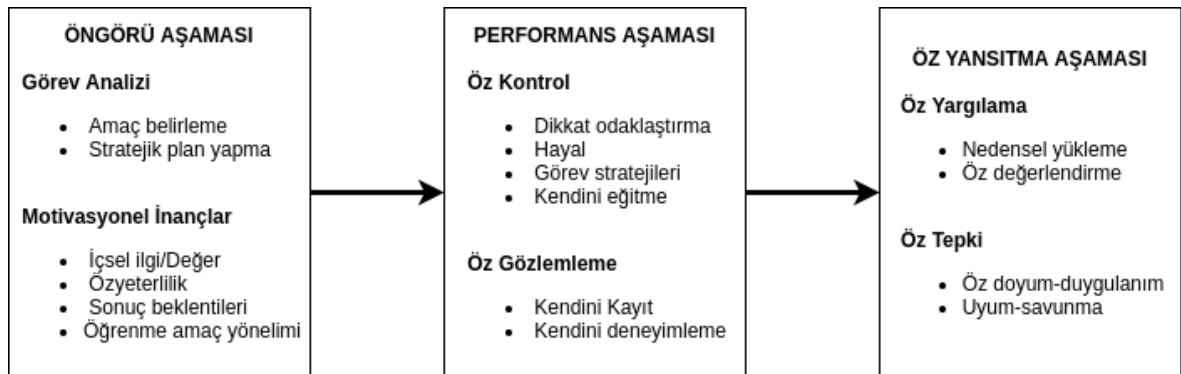 ÖNGÖRÜ AŞAMASI
Görev Analizi
• Amaç belirleme
• Stratejik plan yapma
Motivasyonel İnançlar
• İçsel ilgi/Değer
• Özyeterlilik
• Sonuç beklentileri
• Öğrenme amaç yönelimi
PERFORMANS AŞAMASI
Öz Kontrol
• Dikkat odaklaştırma
• Hayal
• Görev stratejileri
• Kendini eğitme
Öz Gözlemleme
• Kendini Kayıt
• Kendini deneyimleme
ÖZ YANSITMA AŞAMASI
Öz Yargılama
• Nedensel yükleme
• Öz değerlendirme
Öz Tepki
• Öz doyum-duygulanım
• Uyum-savunma